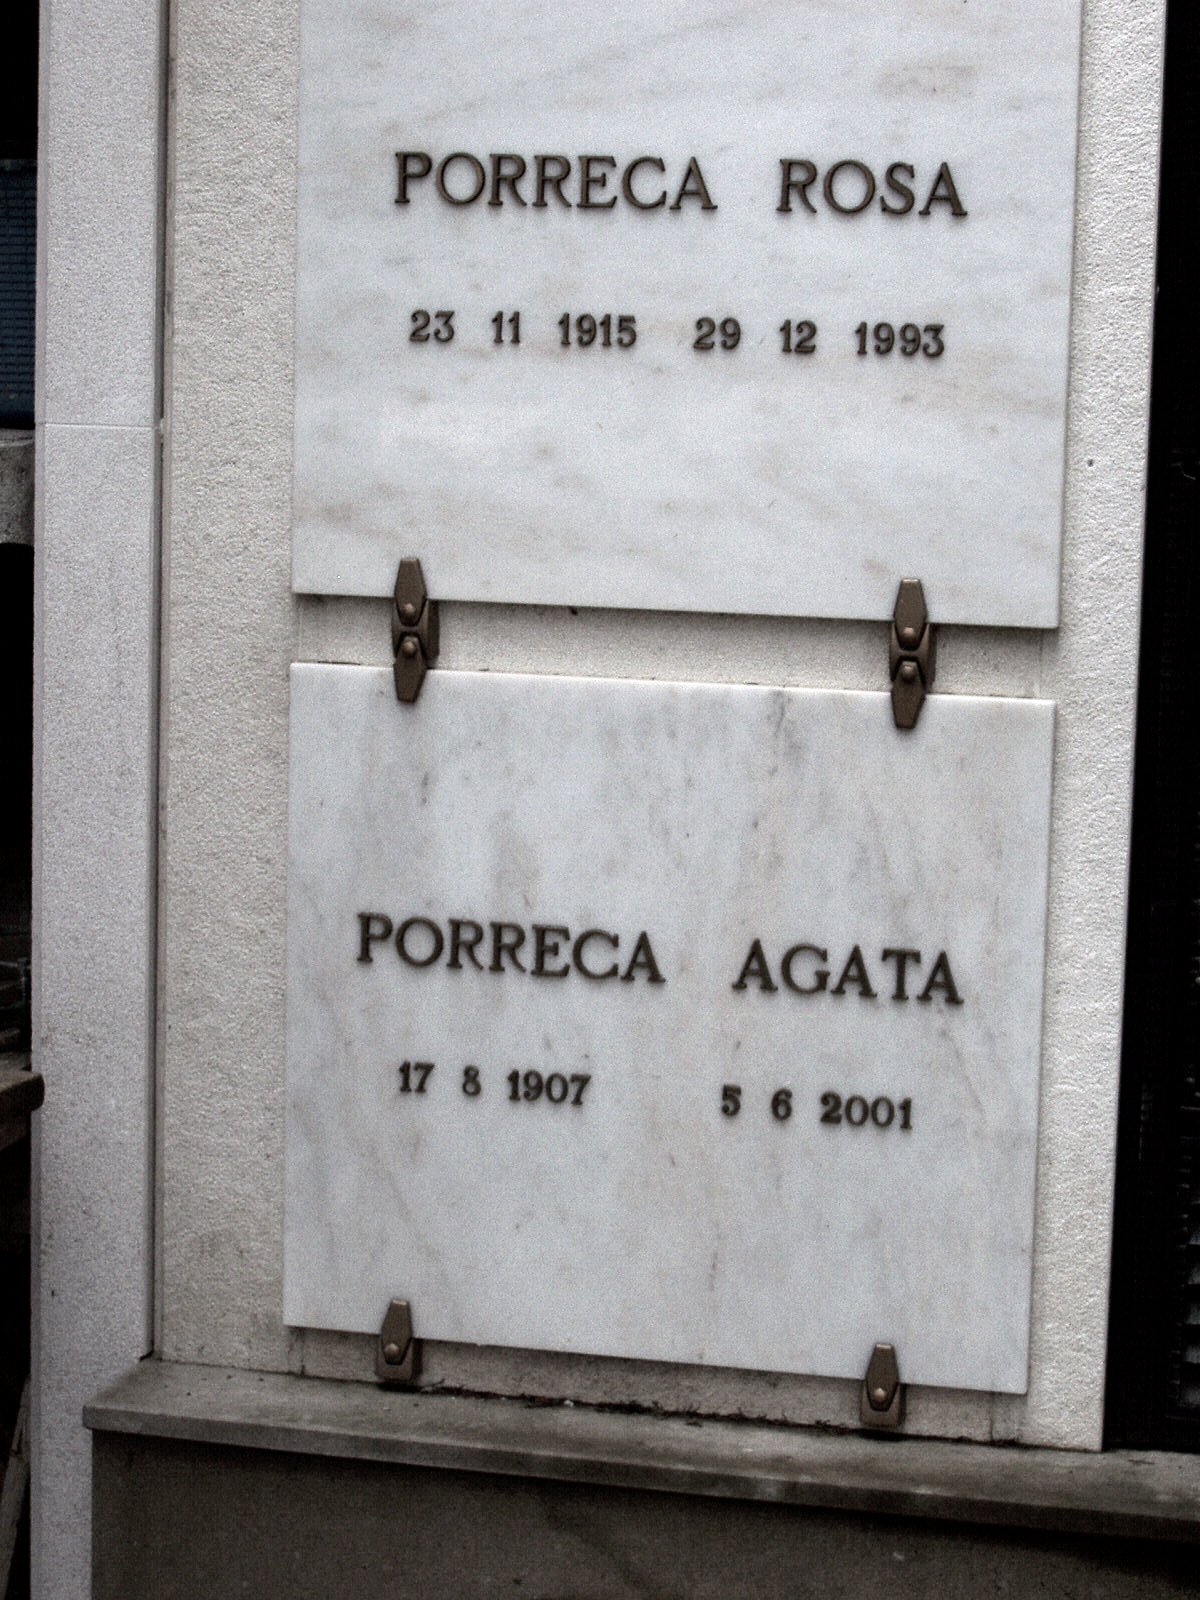 PORRECA ROSA
23 11 1915 29 12 1993
PORRECA AGATA
17 8 1907 5 6 2001